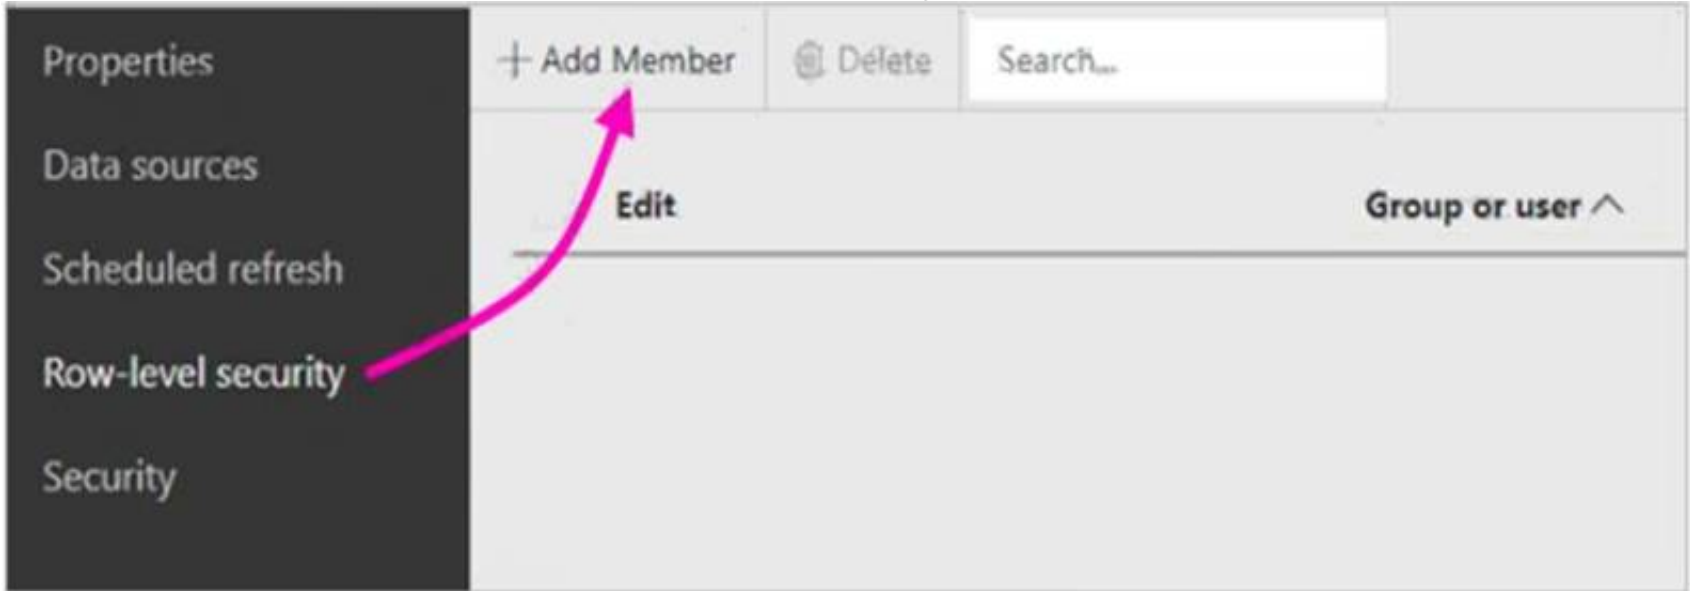 Properties
+ Add Member
Delete
Search...
Data sources
Edit
Group or user
Scheduled refresh
Row-level security
Security